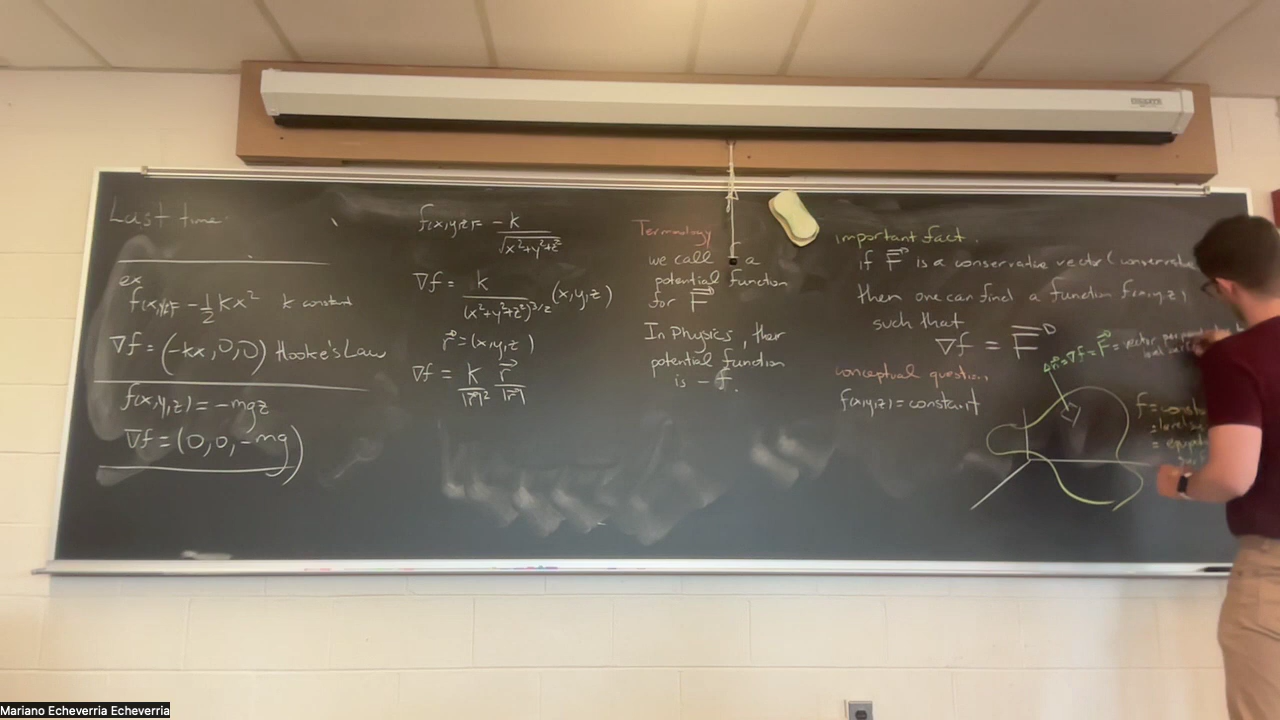 Last time.
ex
f(x,y,z)= -½kx² k constant
∇f = (-kx, 0, 0) Hooke's Law
f(x,y,z) = -mgz
∇f = (0, 0, -mg)
f(x,y,z)= -k/√(x²+y²+z²)
∇f = k/(x²+y²+z²)^(3/2) (x,y,z)
r⃗ = (x,y,z)
∇f = k/|r⃗|² r⃗/|r⃗|
Terminology
we call f a
potential function
for F⃗
In Physics, their
potential function
is -f.
important fact.
if F⃗ is a conservative vector
then one can find a function f(x,y,z)
such that
∇f = F⃗
conceptual question
f(x,y,z) = constant
∇f = F⃗ = vector
f =
Mariano Echeverria Echeverria